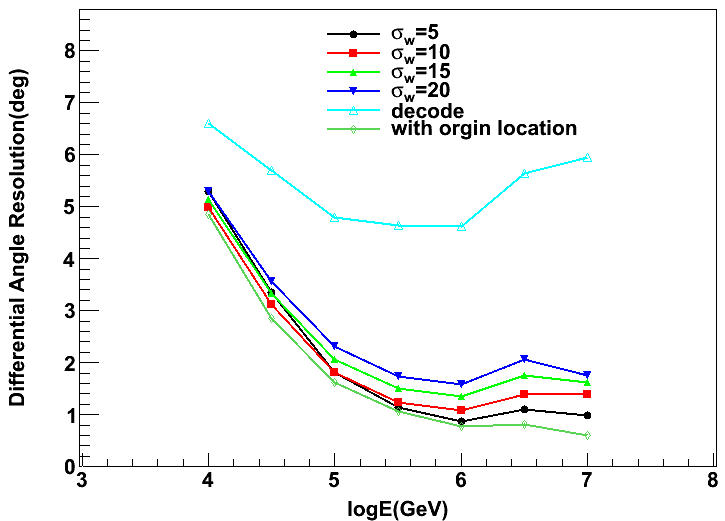 σw=5
σw=10
σw=15
σw=20
decode
with orgin location
Differential Angle Resolution(deg)
8
7
6
5
4
3
2
1
0
3 4 5 6 7 8
logE(GeV)